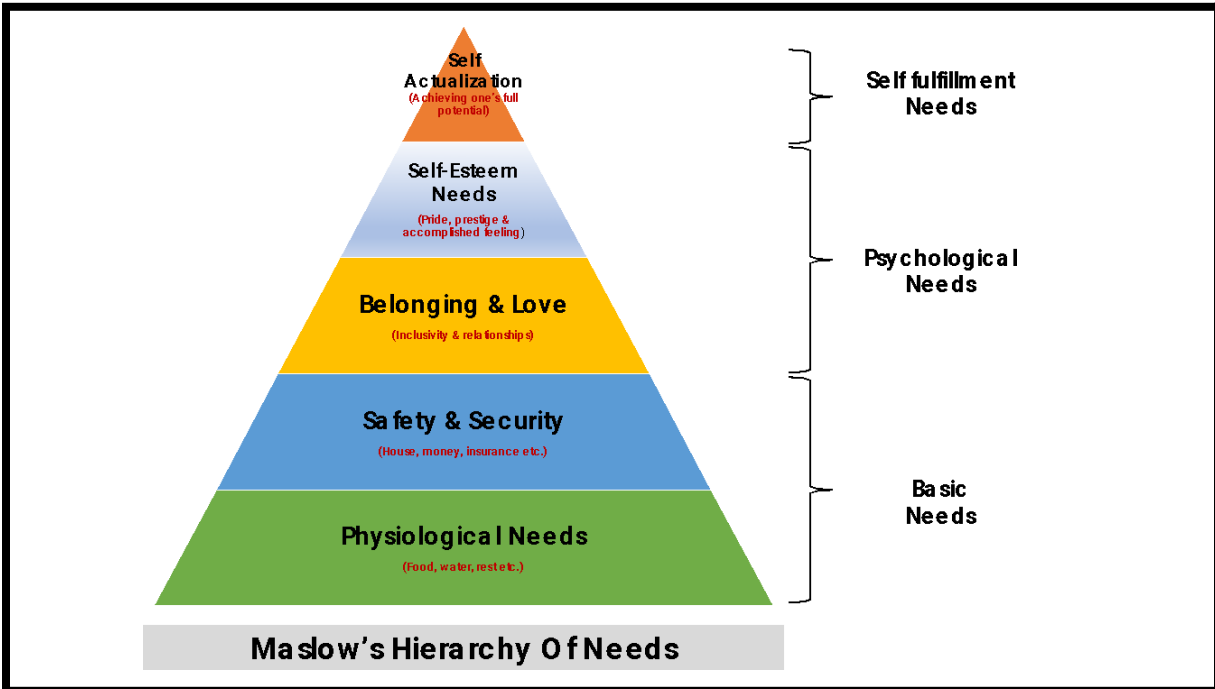 Self
Actualization
(Achieving one's full
potential)
Self fulfillment
Needs
Self-Esteem
Needs
(Pride, prestige &
accomplished feeling)
Psychological
Needs
Belonging & Love
(Inclusivity & relationships)
Safety & Security
(House, money, insurance etc.)
Basic
Needs
Physiological Needs
(Food, water, rest etc.)
Maslow’s Hierarchy Of Needs